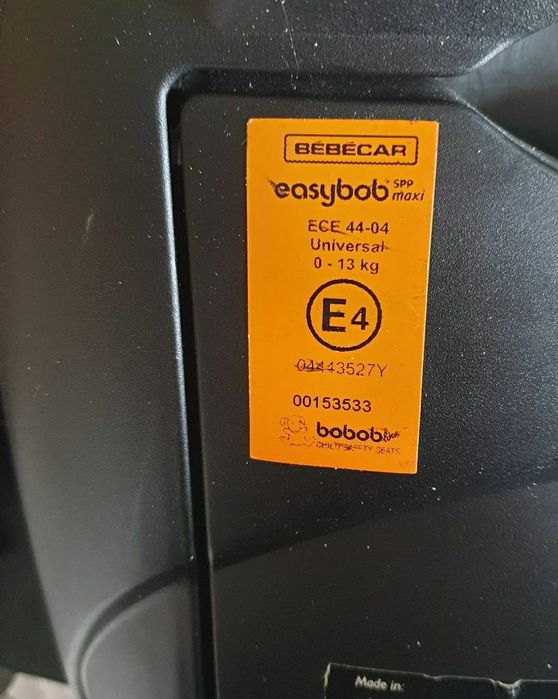 BÉBÉCAR
easybob SPP maxi
ECE 44-04
Universal
0 - 13 kg
E4
04443527Y
00153533
bobob line
CHILD SAFETY SEATS
Made in: